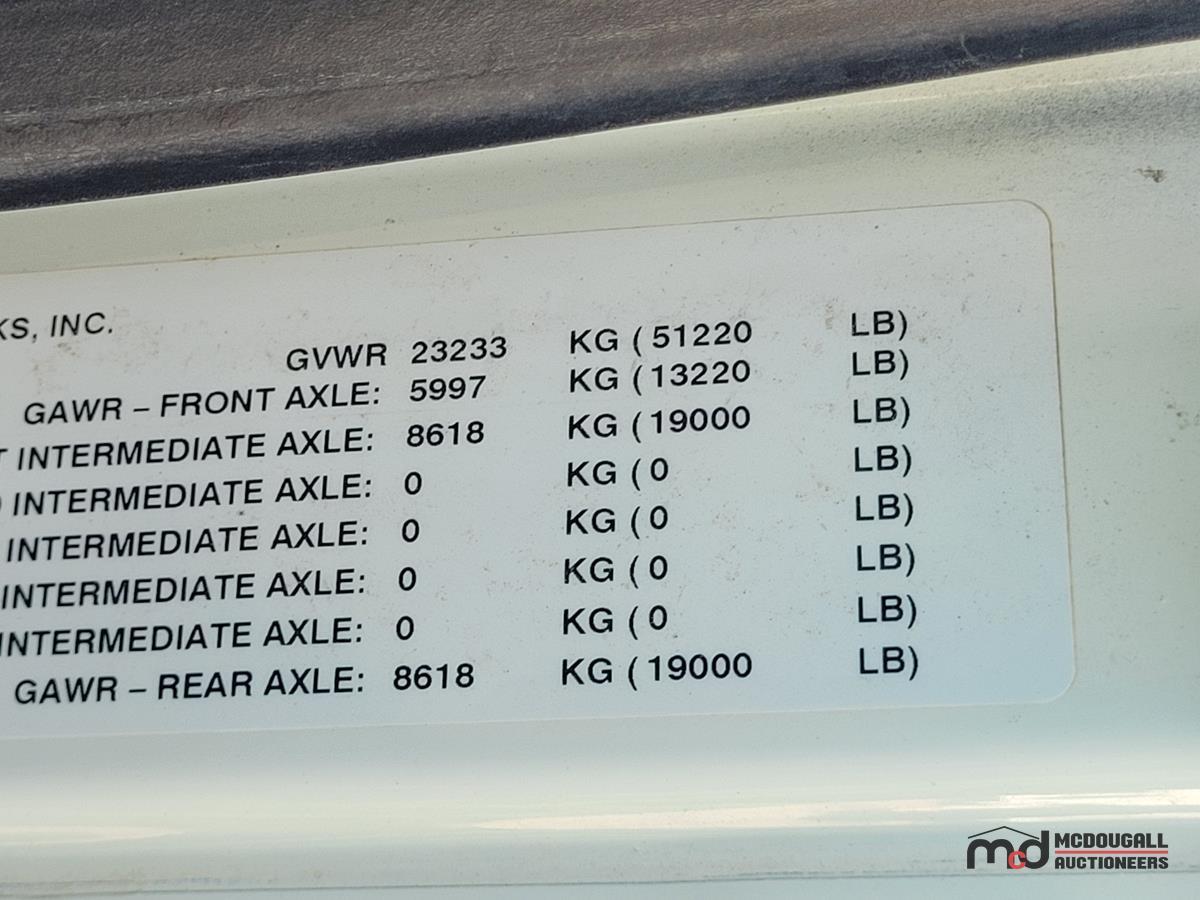 INC.
GVWR 23233 KG ( 51220 LB)
GAWR – FRONT AXLE: 5997 KG ( 13220 LB)
INTERMEDIATE AXLE: 8618 KG ( 19000 LB)
INTERMEDIATE AXLE: 0 KG ( 0 LB)
INTERMEDIATE AXLE: 0 KG ( 0 LB)
INTERMEDIATE AXLE: 0 KG ( 0 LB)
INTERMEDIATE AXLE: 0 KG ( 0 LB)
GAWR – REAR AXLE: 8618 KG ( 19000 LB)
mcd MCDOUGALL
AUCTIONEERS